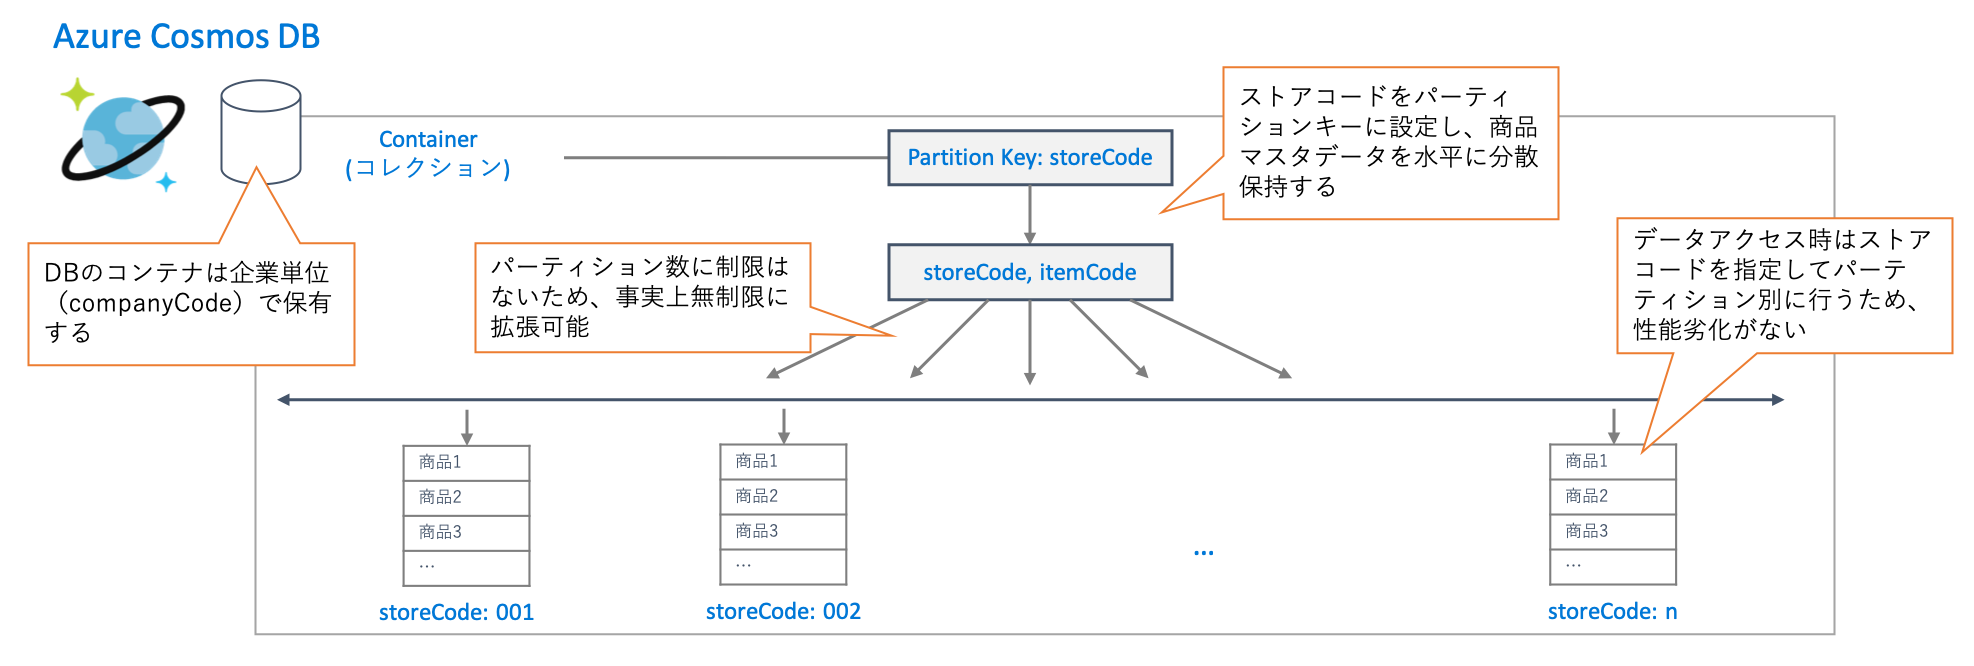 Azure Cosmos DB
Container
(コレクション)
Partition Key: storeCode
ストアコードをパーティ
ションキーに設定し、商品
マスタデータを水平に分散
保持する
DBのコンテナは企業単位
（companyCode）で保有
する
パーティション数に制限は
ないため、事実上無制限に
拡張可能
storeCode, itemCode
データアクセス時はストア
コードを指定してパーテ
ティション別に行うため、
性能劣化がない
商品1
商品2
商品3
…
storeCode: 001
商品1
商品2
商品3
…
storeCode: 002
...
商品1
商品2
商品3
…
storeCode: n